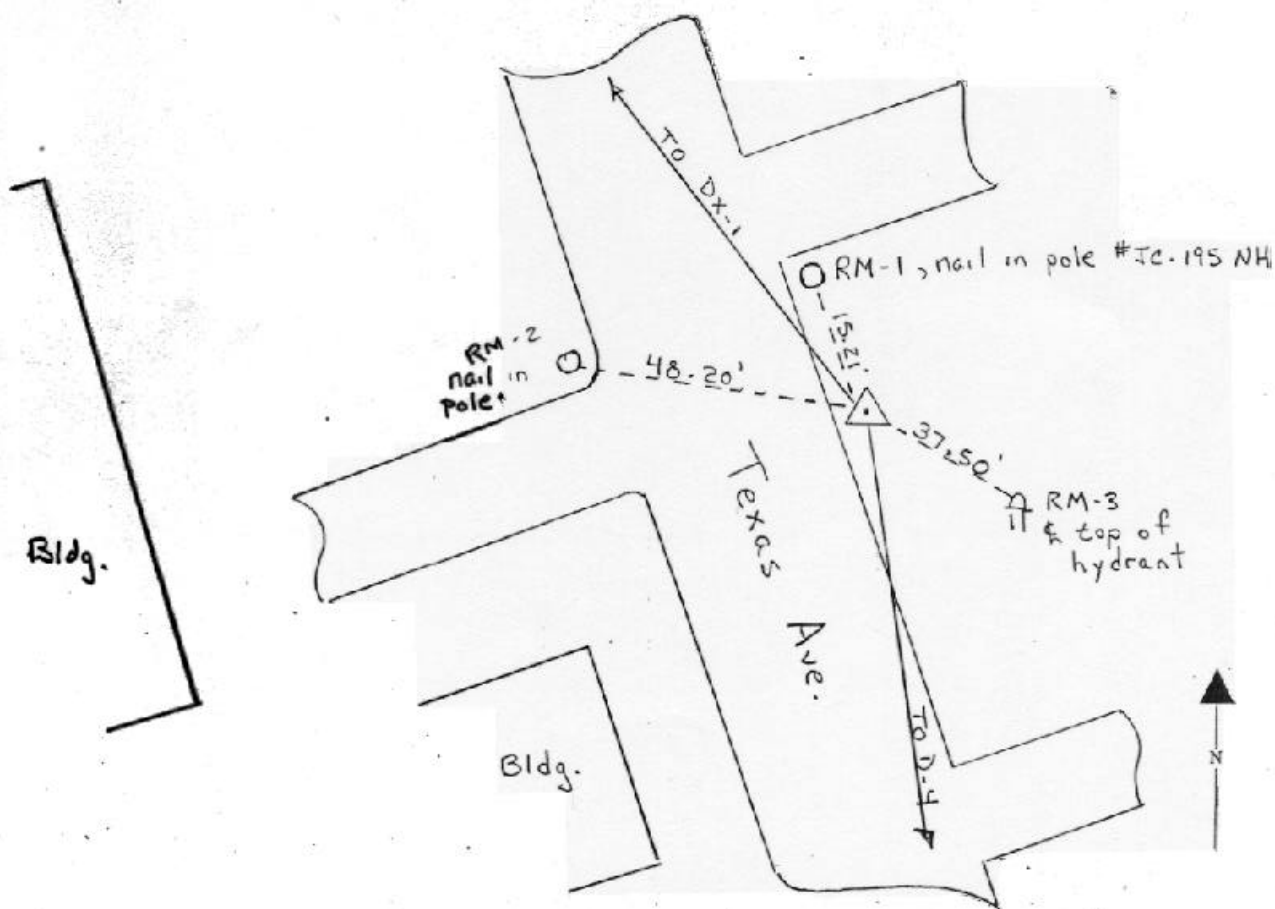 TO DX-1
RM-1, nail in pole #JC-195 NH
15.21'
RM-2
nail in
pole
48.20'
37.50'
RM-3
℄ top of
hydrant
Texas Ave.
Bldg.
Bldg.
TO D-4
N